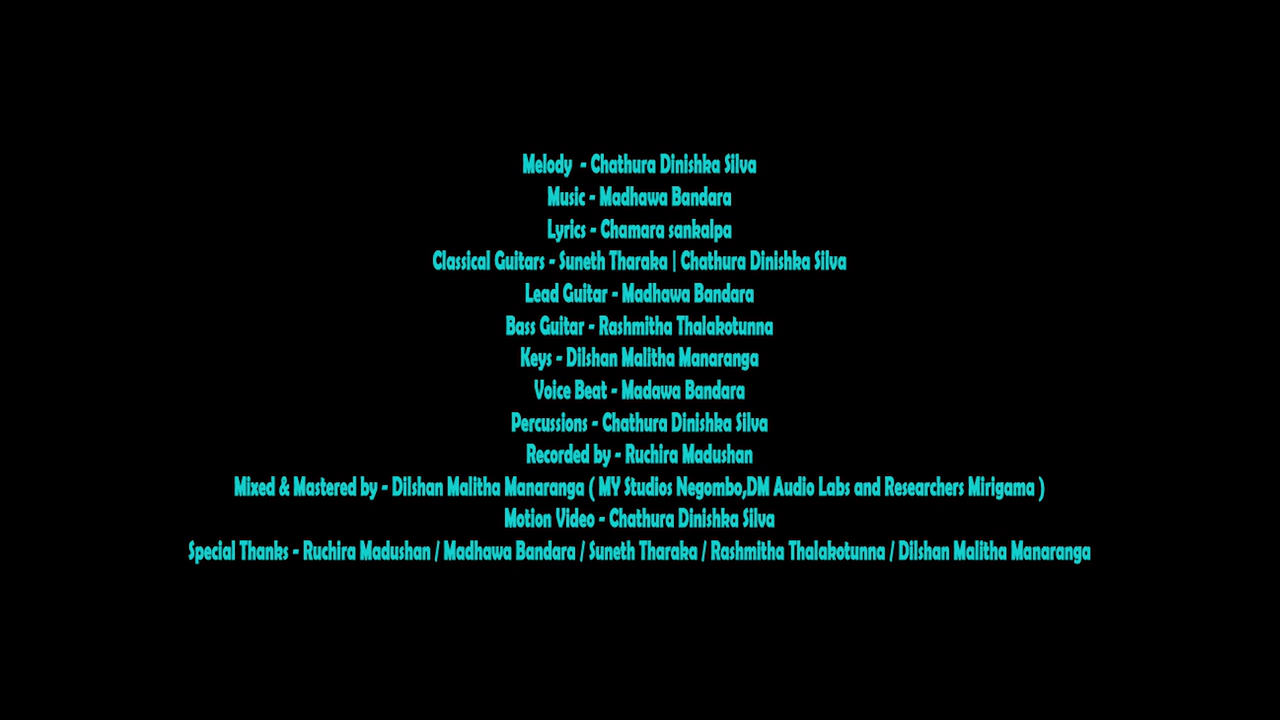 Melody - Chathura Dinishka Silva
Music - Madhawa Bandara
Lyrics - Chamara sankalpa
Classical Guitars - Suneth Tharaka | Chathura Dinishka Silva
Lead Guitar - Madhawa Bandara
Bass Guitar - Rashmitha Thalakotunna
Keys - Dilshan Malitha Manaranga
Voice Beat - Madawa Bandara
Percussions - Chathura Dinishka Silva
Recorded by - Ruchira Madushan
Mixed & Mastered by - Dilshan Malitha Manaranga ( MY Studios Negombo,DM Audio Labs and Researchers Mirigama )
Motion Video - Chathura Dinishka Silva
Special Thanks - Ruchira Madushan / Madhawa Bandara / Suneth Tharaka / Rashmitha Thalakotunna / Dilshan Malitha Manaranga